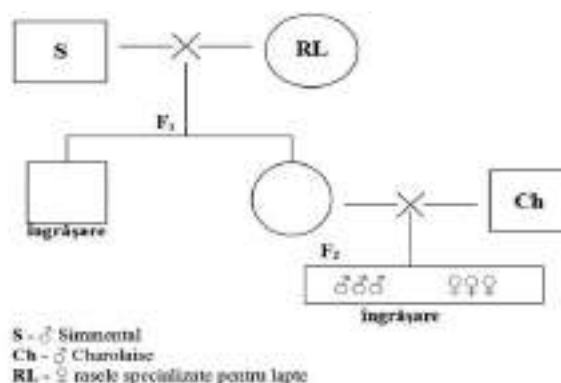 S
RL
F₁
îngrășare
Ch
F₂
♂♂♂ ♀♀♀
îngrășare
S - ♂ Simmental
Ch - ♂ Charolaise
RL - ♀ rasele specializate pentru lapte